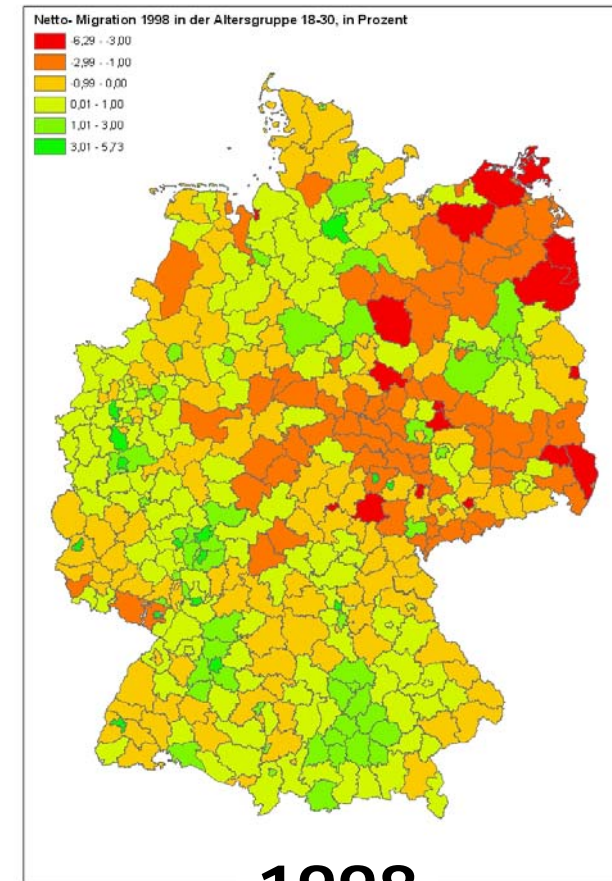 Netto- Migration 1998 in der Altersgruppe 18-30, in Prozent
-6,29 - -3,00
-2,99 - -1,00
-0,99 - 0,00
0,01 - 1,00
1,01 - 3,00
3,01 - 5,73
1998